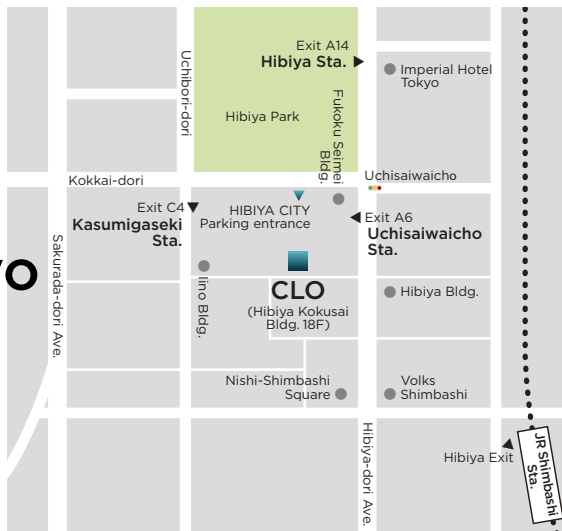 Exit A14
Hibiya Sta.
Imperial Hotel
Tokyo
Uchibori-dori
Hibiya Park
Fukoku Seimei
Bldg.
Kokkai-dori
Uchisaiwaicho
Exit C4
Kasumigaseki
Sta.
HIBIYA CITY
Parking entrance
Exit A6
Uchisaiwaicho
Sta.
Sakurada-dori Ave.
Iino Bldg.
CLO
(Hibiya Kokusai
Bldg. 18F)
Hibiya Bldg.
Nishi-Shimbashi
Square
Volks
Shimbashi
Hibiya-dori Ave.
Hibiya Exit
JR Shimbashi
Sta.